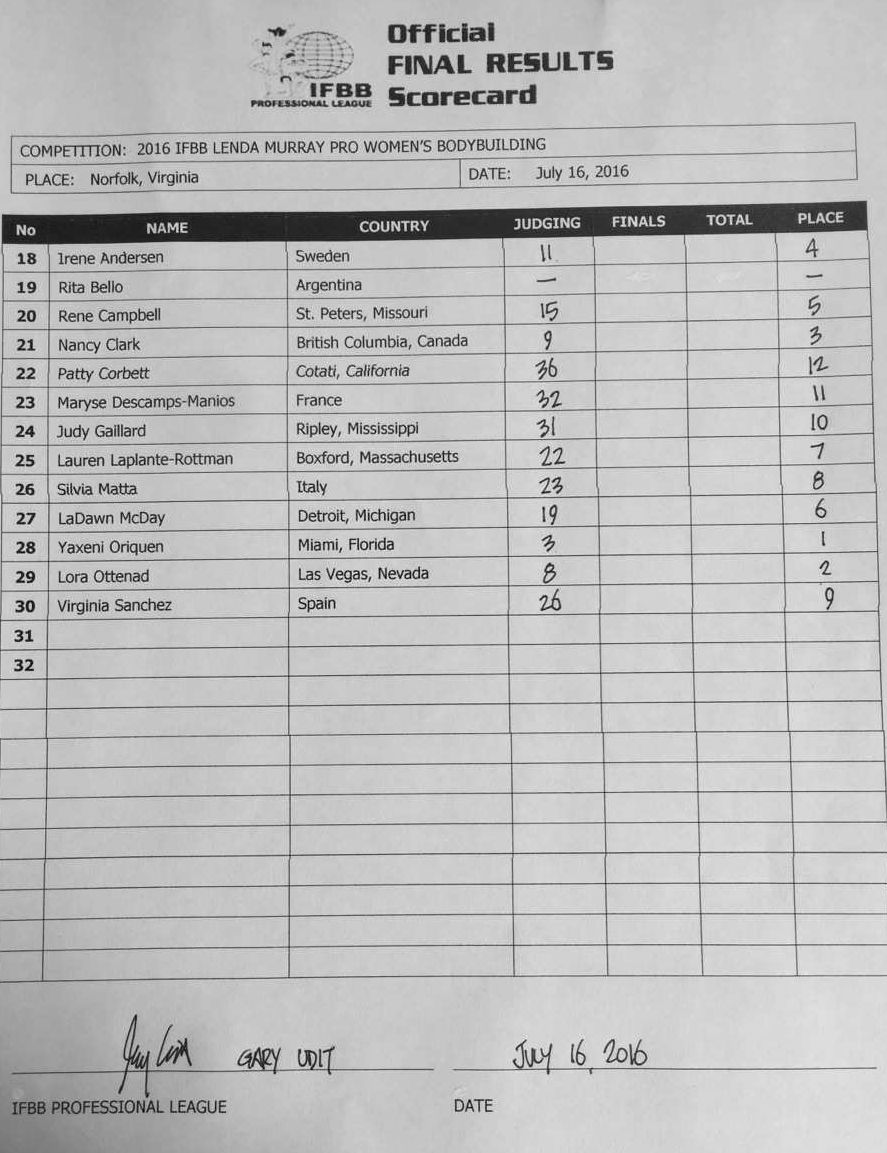 Official
FINAL RESULTS
Scorecard
IFBB
PROFESSIONAL LEAGUE
COMPETITION: 2016 IFBB LENDA MURRAY PRO WOMEN'S BODYBUILDING
PLACE: Norfolk, Virginia DATE: July 16, 2016
No NAME COUNTRY JUDGING FINALS TOTAL PLACE
18 Irene Andersen Sweden 11 4
19 Rita Bello Argentina — —
20 Rene Campbell St. Peters, Missouri 15 5
21 Nancy Clark British Columbia, Canada 9 3
22 Patty Corbett Cotati, California 36 12
23 Maryse Descamps-Manios France 32 11
24 Judy Gaillard Ripley, Mississippi 31 10
25 Lauren Laplante-Rottman Boxford, Massachusetts 22 7
26 Silvia Matta Italy 23 8
27 LaDawn McDay Detroit, Michigan 19 6
28 Yaxeni Oriquen Miami, Florida 3 1
29 Lora Ottenad Las Vegas, Nevada 8 2
30 Virginia Sanchez Spain 26 9
31
32
GARY UDIT JULY 16, 2016
IFBB PROFESSIONAL LEAGUE DATE